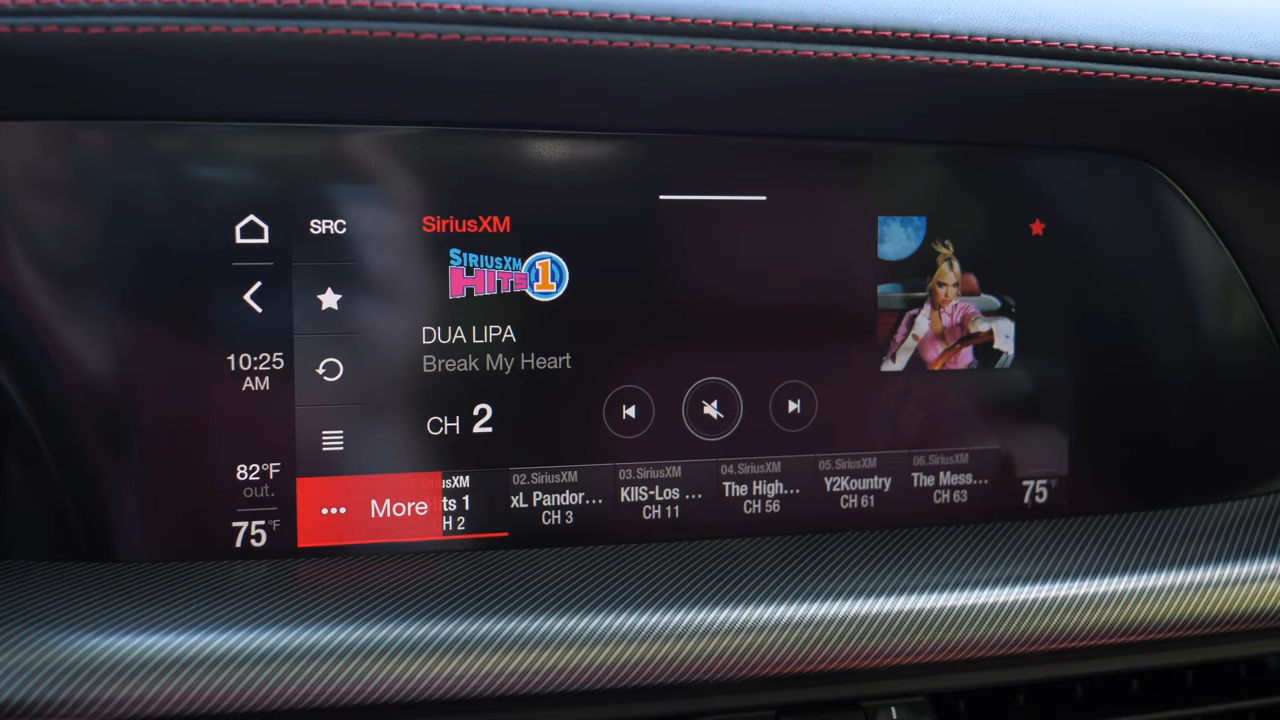 SRC
SiriusXM
SIRIUSXM
HITS 1
DUA LIPA
Break My Heart
CH 2
10:25
AM
82°F
out.
75°F
••• More
usXM
ts 1
H 2
02.SiriusXM
xL Pandor...
CH 3
03.SiriusXM
KIIS-Los ...
CH 11
04.SiriusXM
The High...
CH 56
05.SiriusXM
Y2Kountry
CH 61
06.SiriusXM
The Mess...
CH 63
75°F